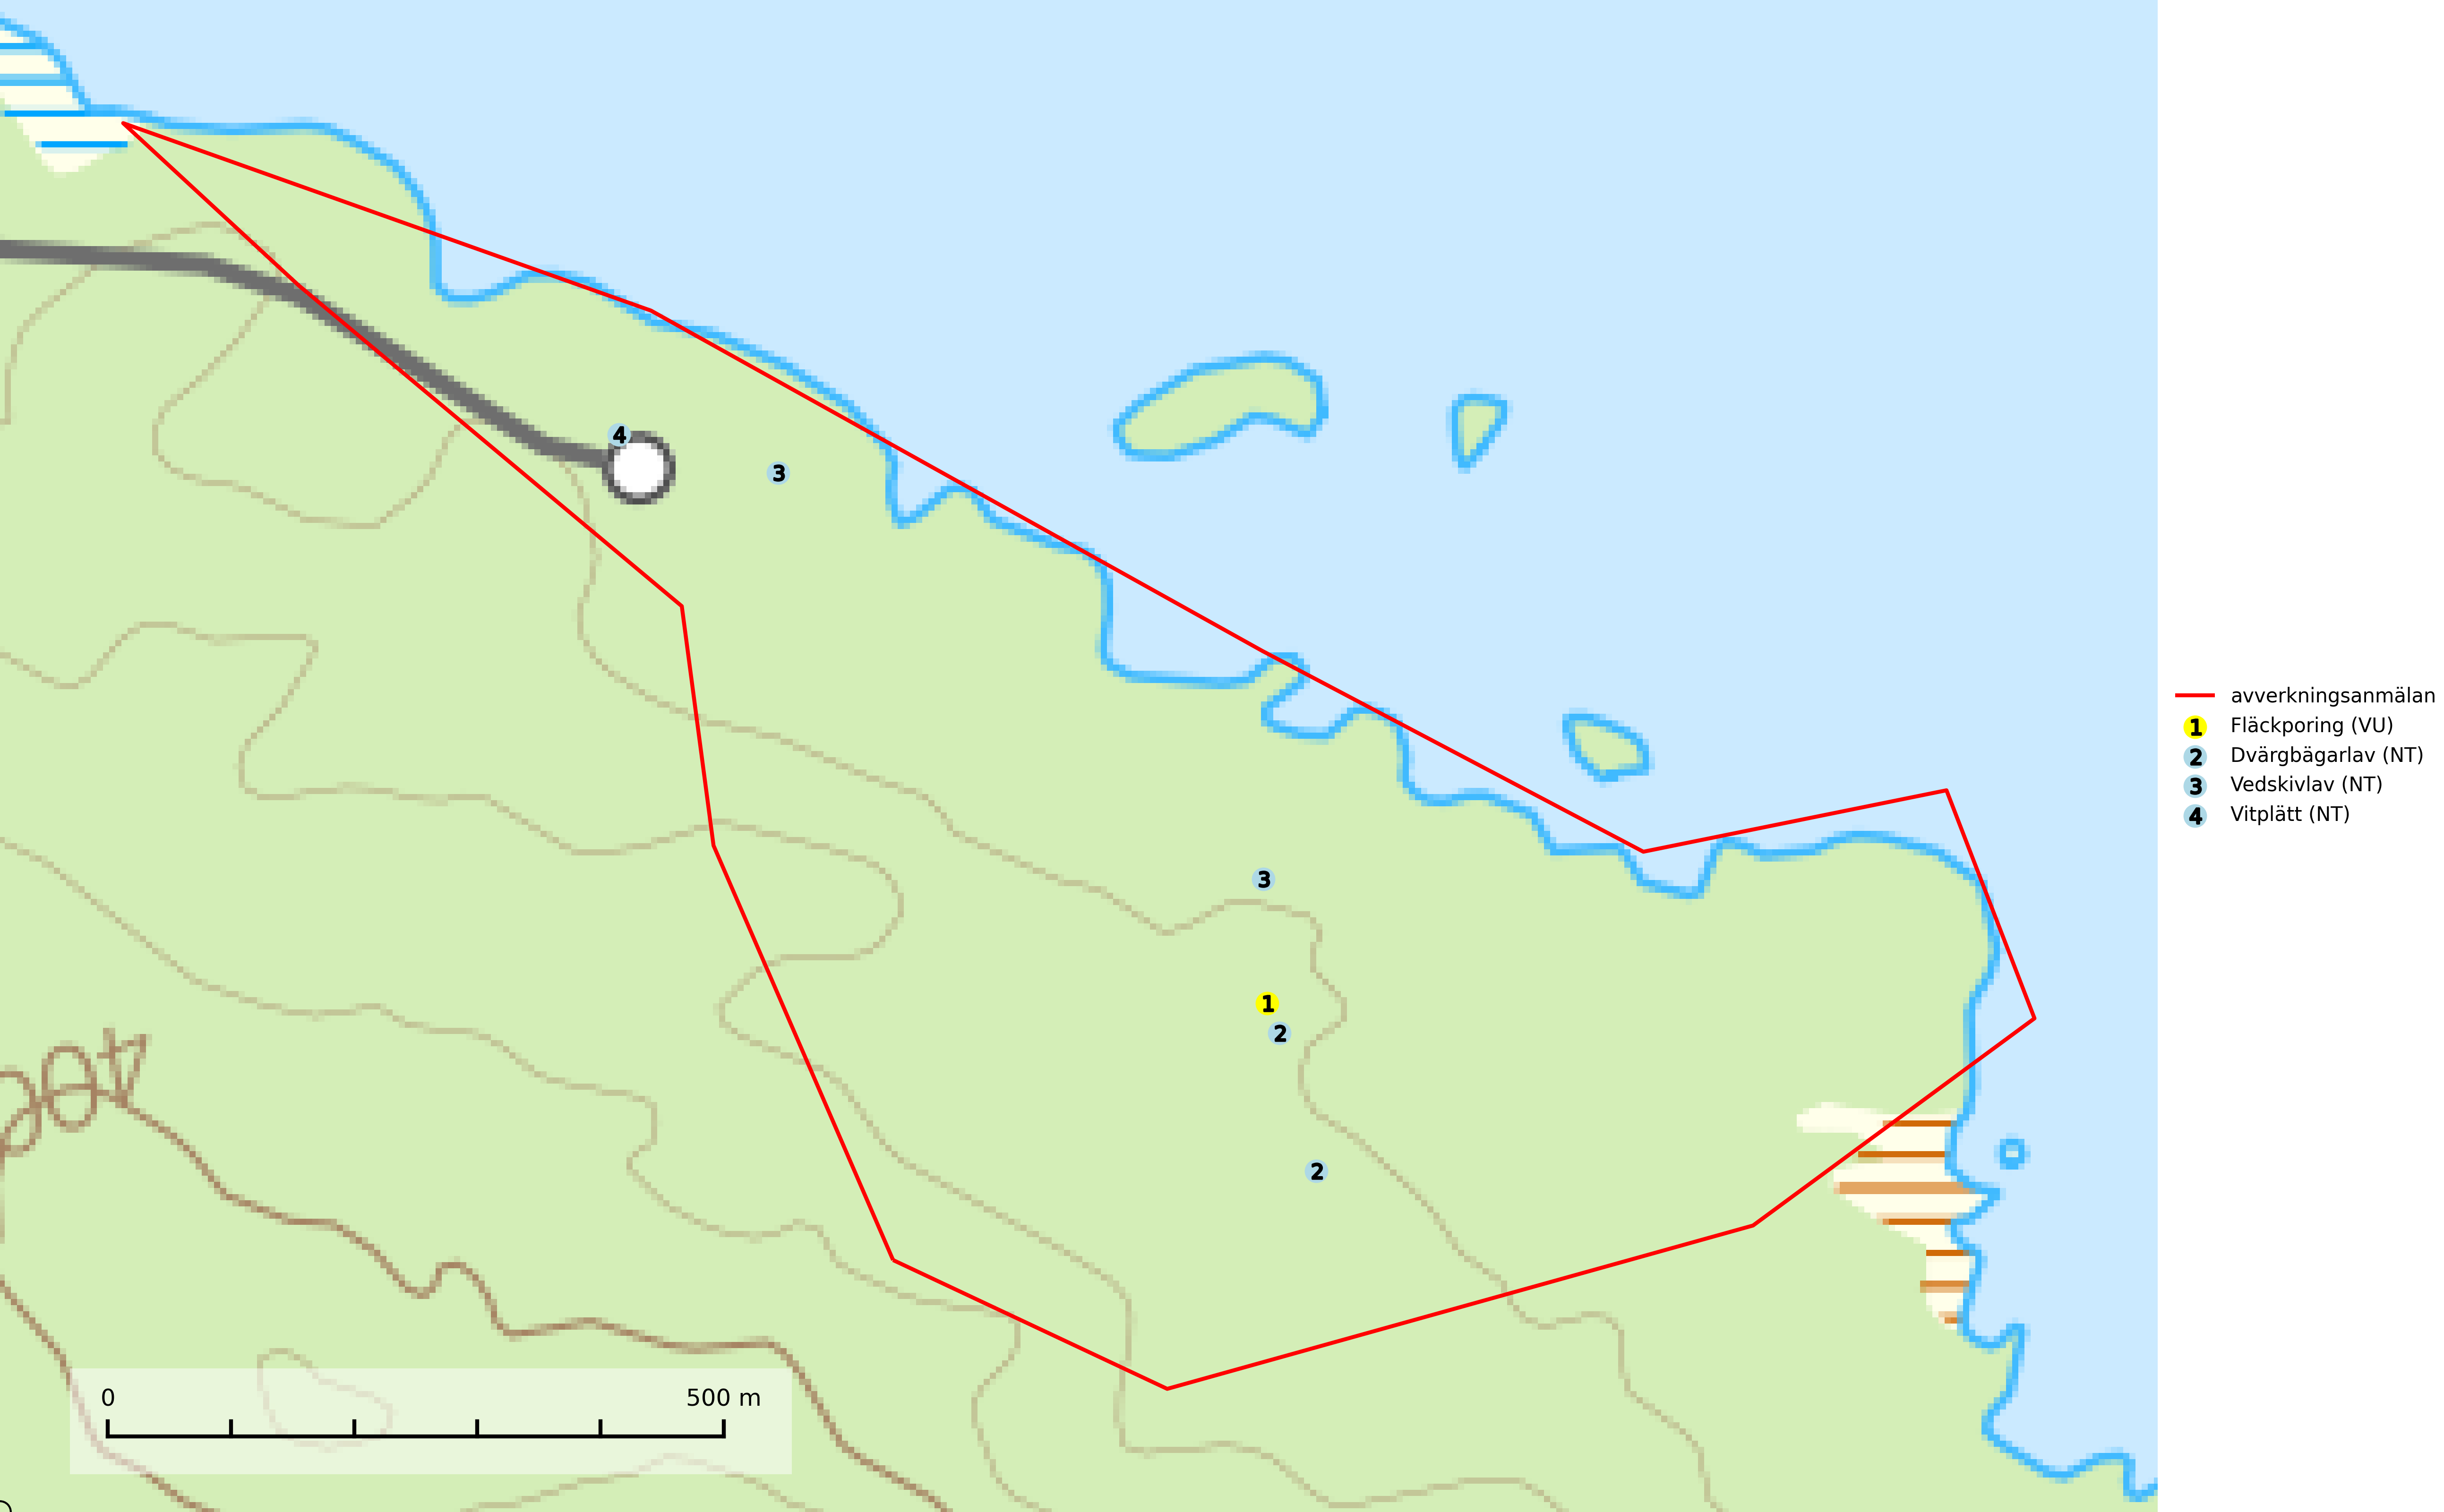 4
3
3
1
2
2
0 500 m
avverkningsanmälan
1 Fläckporing (VU)
2 Dvärgbägarlav (NT)
3 Vedskivlav (NT)
4 Vitplätt (NT)